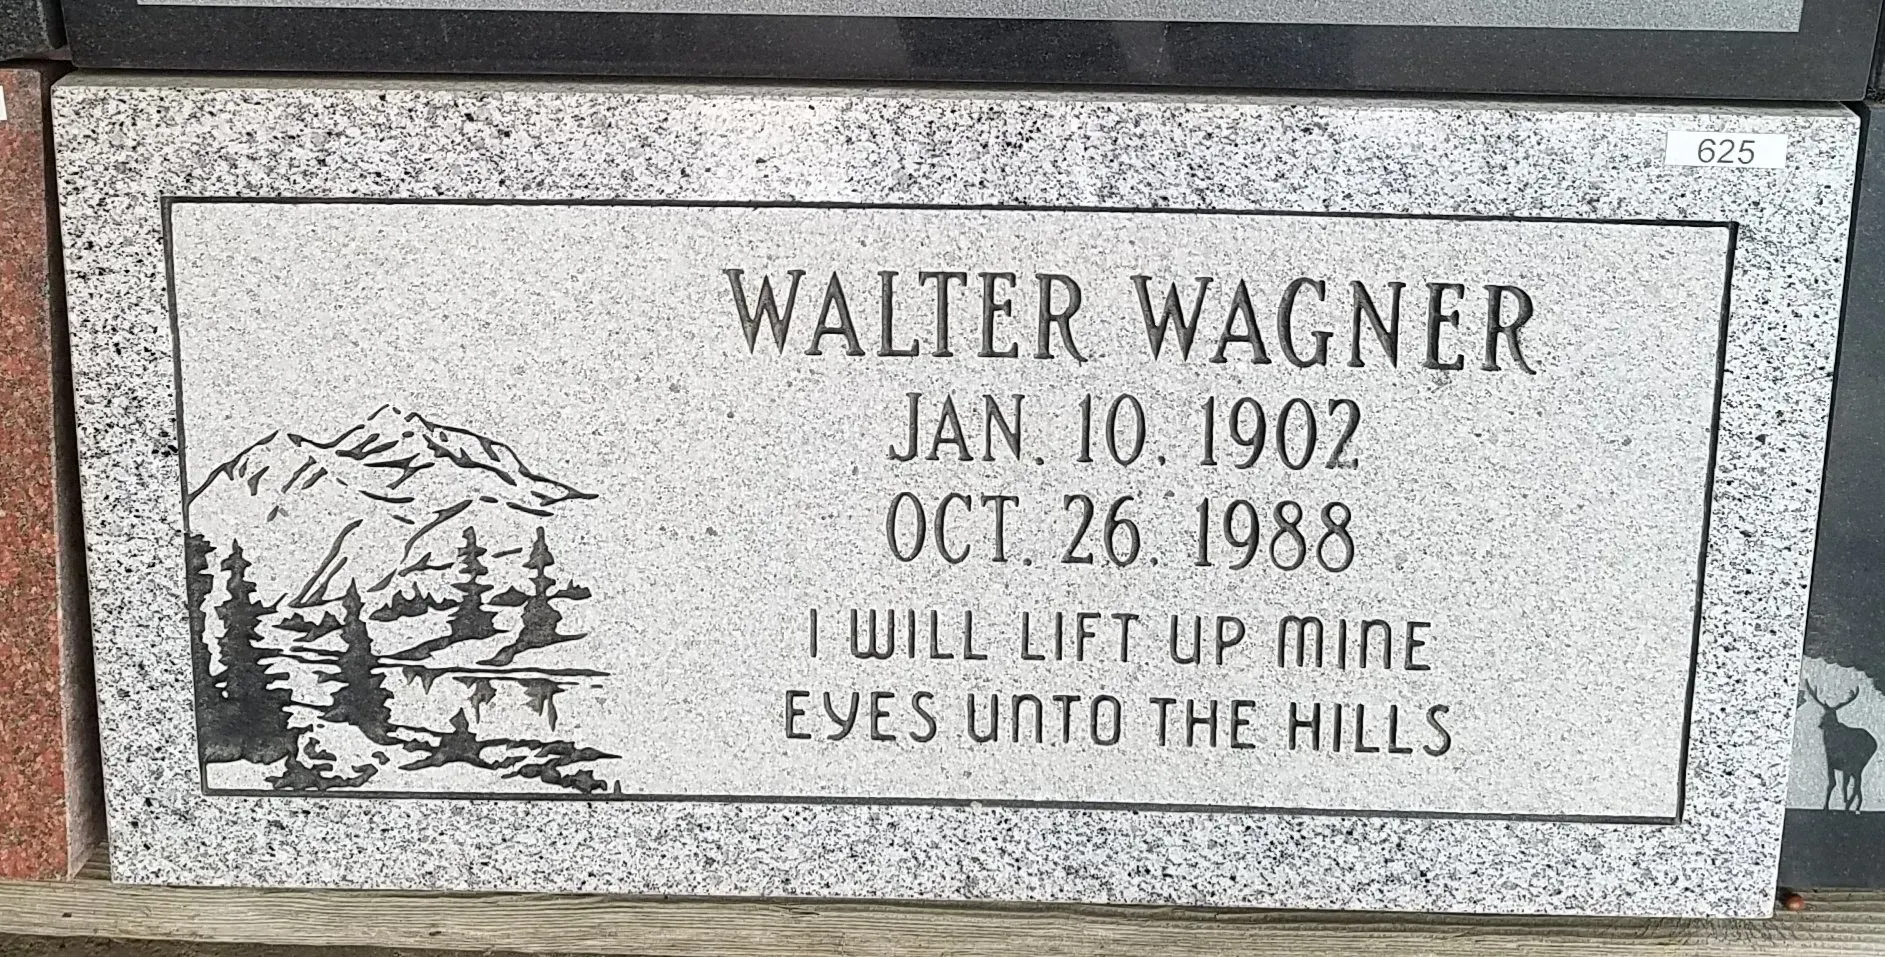 625
WALTER WAGNER
JAN. 10. 1902
OCT. 26. 1988
I WILL LIFT UP MINE
EYES UNTO THE HILLS